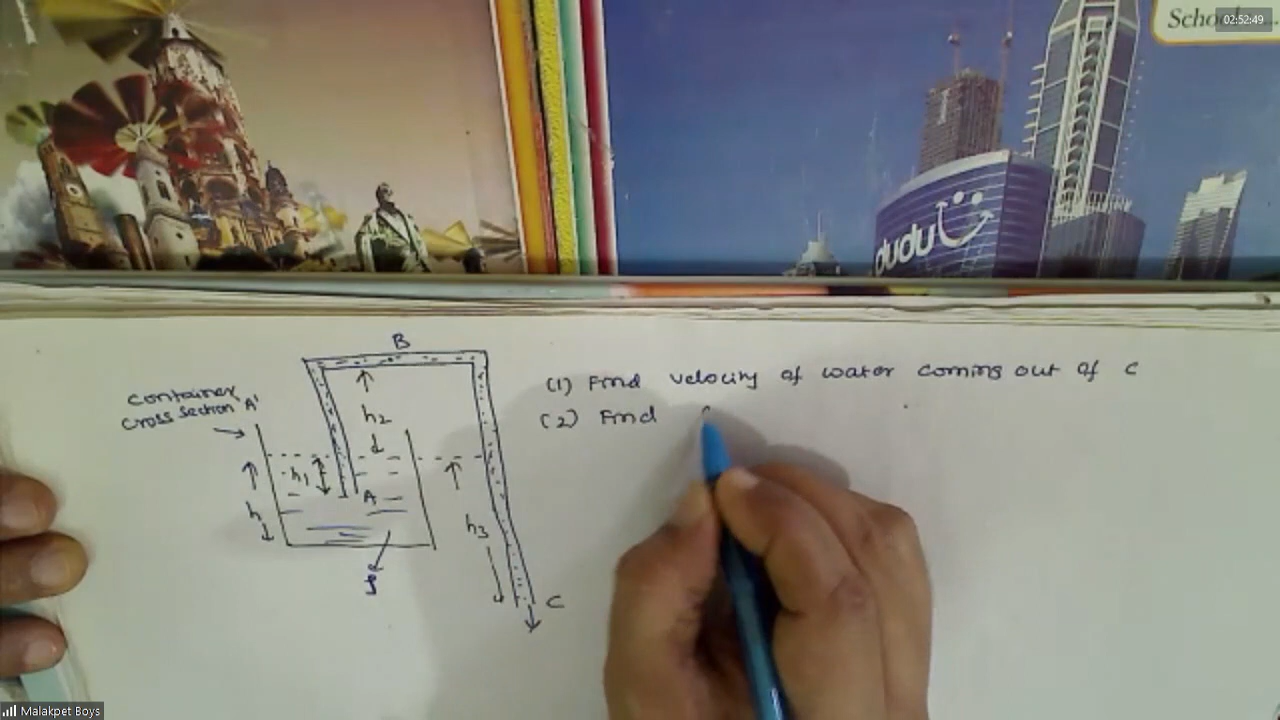 School
02:52:49
dudu
B
container
cross section A'
(1) Find velocity of water coming out of C
(2) Find
h2
h1
A
h
h3
ρ
C
Malakpet Boys